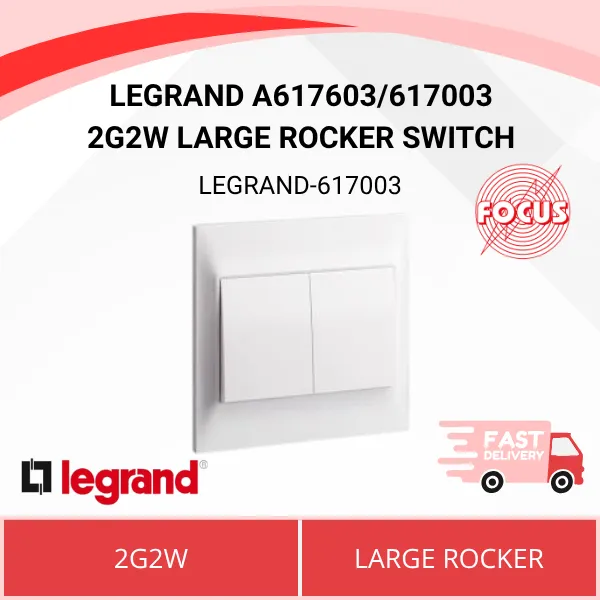 LEGRAND A617603/617003
2G2W LARGE ROCKER SWITCH
LEGRAND-617003
FOCUS
FAST
DELIVERY
legrand®
2G2W
LARGE ROCKER